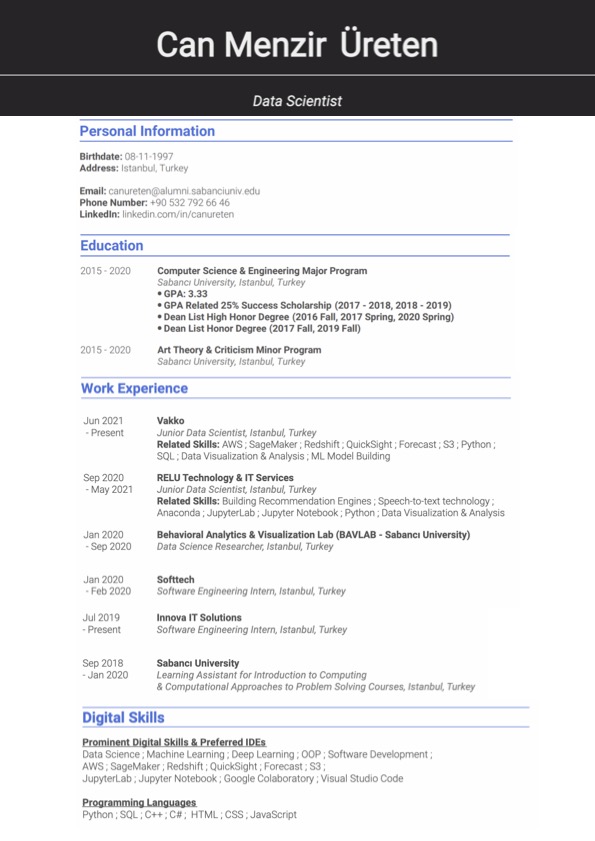 Can Menzir Üreten
Data Scientist
Personal Information
Birthdate: 08-11-1997
Address: Istanbul, Turkey
Email: canureten@alumni.sabanciuniv.edu
Phone Number: +90 532 792 66 46
LinkedIn: linkedin.com/in/canureten
Education
2015 - 2020 Computer Science & Engineering Major Program
Sabancı University, Istanbul, Turkey
• GPA: 3.33
• GPA Related 25% Success Scholarship (2017 - 2018, 2018 - 2019)
• Dean List High Honor Degree (2016 Fall, 2017 Spring, 2020 Spring)
• Dean List Honor Degree (2017 Fall, 2019 Fall)
2015 - 2020 Art Theory & Criticism Minor Program
Sabancı University, Istanbul, Turkey
Work Experience
Jun 2021 Vakko
- Present Junior Data Scientist, Istanbul, Turkey
Related Skills: AWS ; SageMaker ; Redshift ; QuickSight ; Forecast ; S3 ; Python ;
SQL ; Data Visualization & Analysis ; ML Model Building
Sep 2020 RELU Technology & IT Services
- May 2021 Junior Data Scientist, Istanbul, Turkey
Related Skills: Building Recommendation Engines ; Speech-to-text technology ;
Anaconda ; JupyterLab ; Jupyter Notebook ; Python ; Data Visualization & Analysis
Jan 2020 Behavioral Analytics & Visualization Lab (BAVLAB - Sabancı University)
- Sep 2020 Data Science Researcher, Istanbul, Turkey
Jan 2020 Softtech
- Feb 2020 Software Engineering Intern, Istanbul, Turkey
Jul 2019 Innova IT Solutions
- Present Software Engineering Intern, Istanbul, Turkey
Sep 2018 Sabancı University
- Jan 2020 Learning Assistant for Introduction to Computing
& Computational Approaches to Problem Solving Courses, Istanbul, Turkey
Digital Skills
Prominent Digital Skills & Preferred IDEs
Data Science ; Machine Learning ; Deep Learning ; OOP ; Software Development ;
AWS ; SageMaker ; Redshift ; QuickSight ; Forecast ; S3 ;
JupyterLab ; Jupyter Notebook ; Google Colaboratory ; Visual Studio Code
Programming Languages
Python ; SQL ; C++ ; C# ; HTML ; CSS ; JavaScript